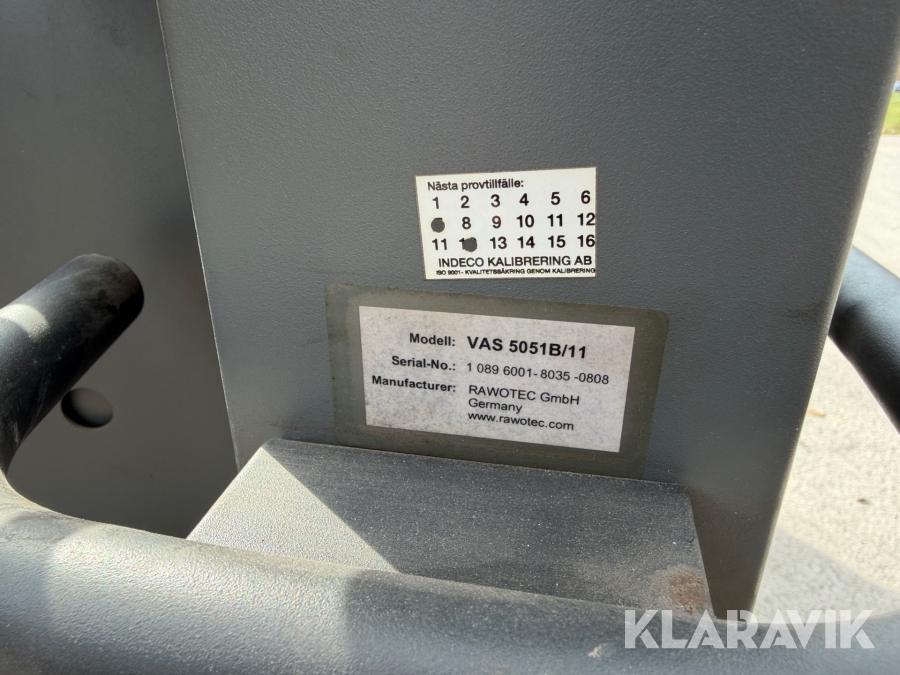 Nästa provtillfälle:
1 2 3 4 5 6
8 9 10 11 12
11 13 14 15 16
INDECO KALIBRERING AB
ISO 9001 - KVALITETSSÄKRING GENOM KALIBRERING
Modell: VAS 5051B/11
Serial-No.: 1 089 6001- 8035 -0808
Manufacturer: RAWOTEC GmbH
Germany
www.rawotec.com
KLARAVIK